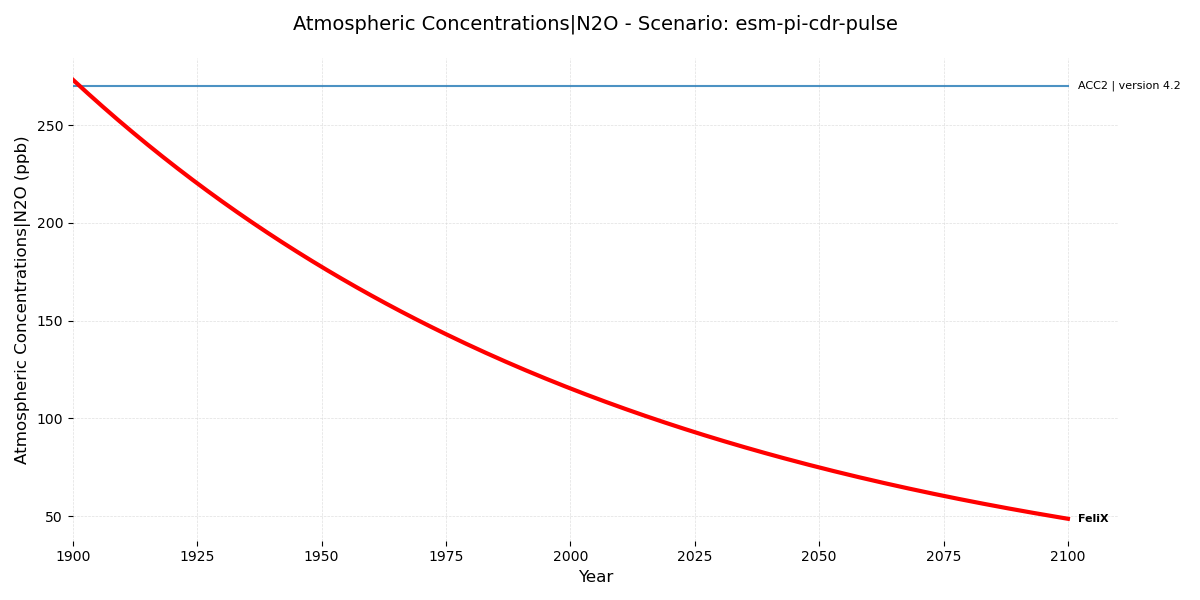 Atmospheric Concentrations|N2O - Scenario: esm-pi-cdr-pulse
Atmospheric Concentrations|N2O (ppb)
250
200
150
100
50
ACC2 | version 4.2
FeliX
1900 1925 1950 1975 2000 2025 2050 2075 2100
Year